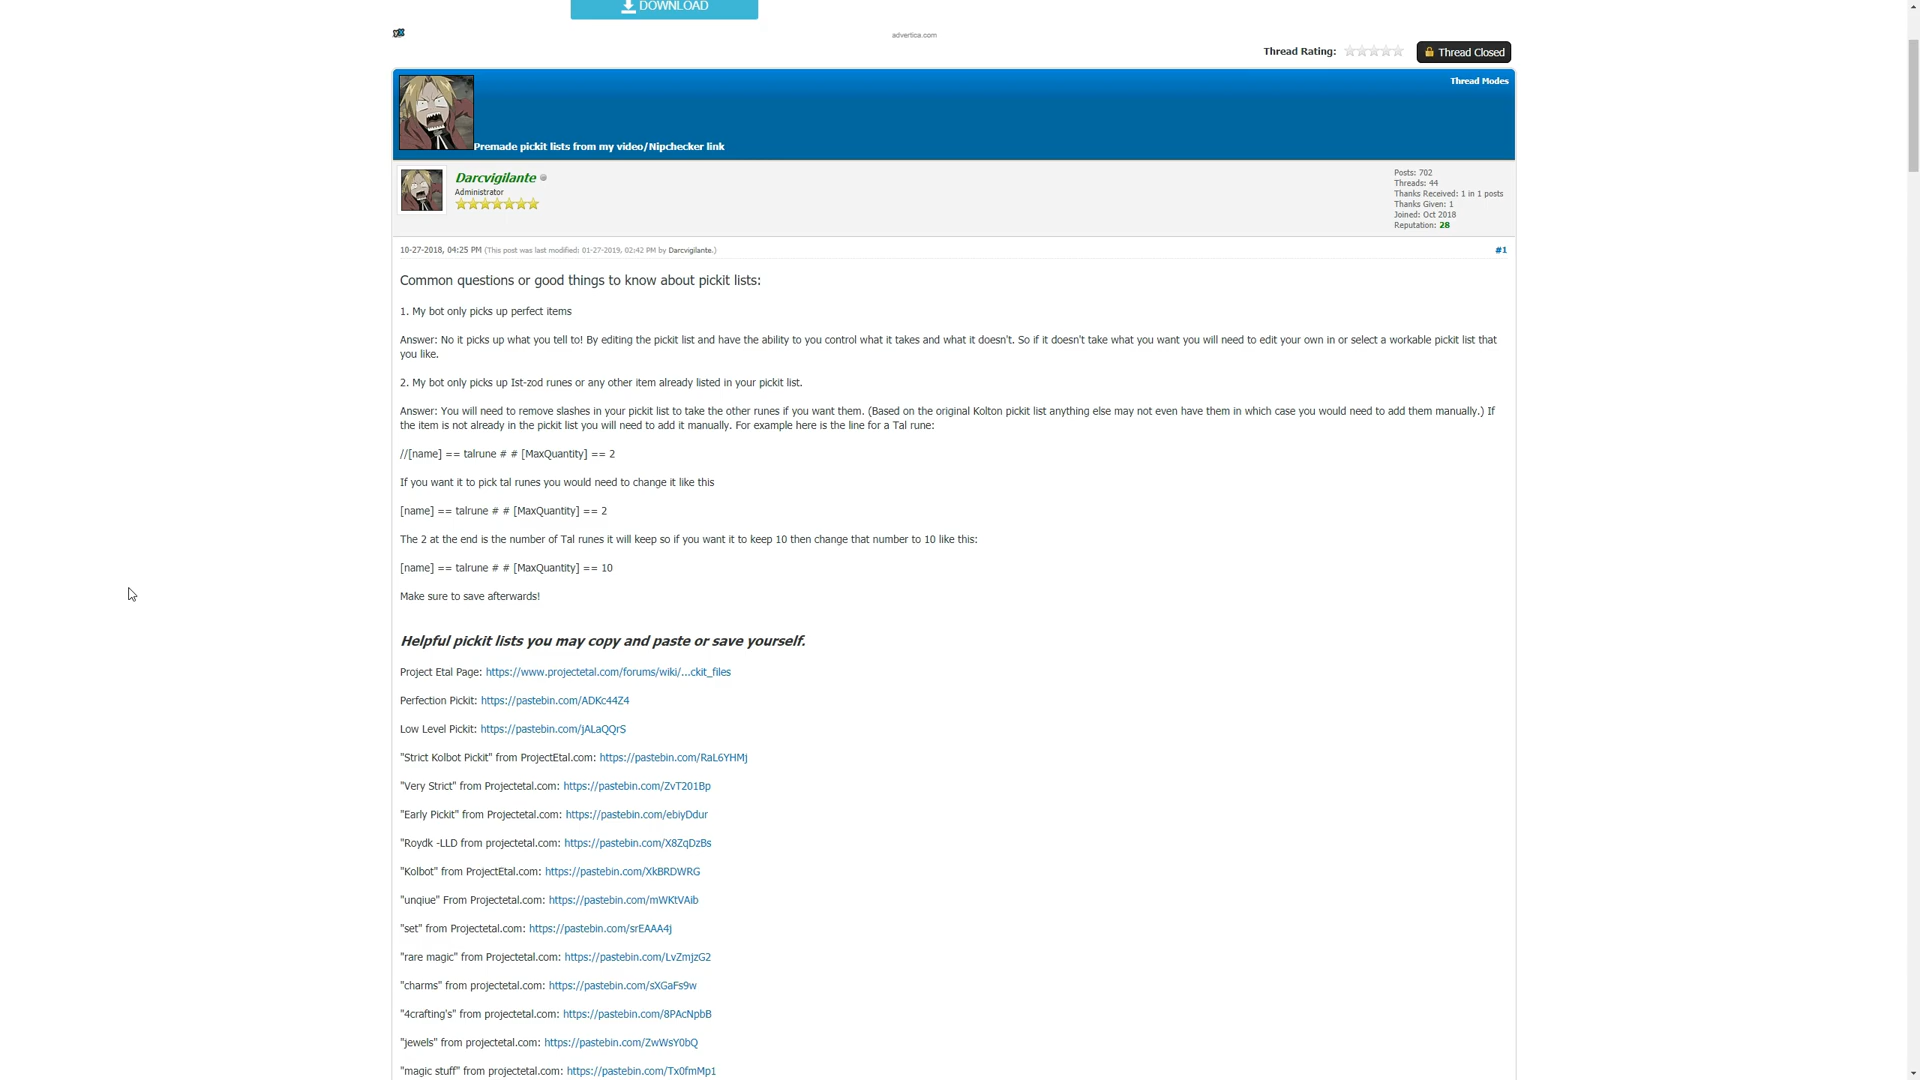 DOWNLOAD
advertica.com
Thread Rating:
Thread Closed
Thread Modes
Premade pickit lists from my video/Nipchecker link
Darcvigilante
Administrator
Posts: 702
Threads: 44
Thanks Received: 1 in 1 posts
Thanks Given: 1
Joined: Oct 2018
Reputation: 28
10-27-2018, 04:25 PM (This post was last modified: 01-27-2019, 02:42 PM by Darcvigilante.)
#1
Common questions or good things to know about pickit lists:
1. My bot only picks up perfect items
Answer: No it picks up what you tell to! By editing the pickit list and have the ability to you control what it takes and what it doesn't. So if it doesn't take what you want you will need to edit your own in or select a workable pickit list that
you like.
2. My bot only picks up Ist-zod runes or any other item already listed in your pickit list.
Answer: You will need to remove slashes in your pickit list to take the other runes if you want them. (Based on the original Kolton pickit list anything else may not even have them in which case you would need to add them manually.) If
the item is not already in the pickit list you will need to add it manually. For example here is the line for a Tal rune:
//[name] == talrune # # [MaxQuantity] == 2
If you want it to pick tal runes you would need to change it like this
[name] == talrune # # [MaxQuantity] == 2
The 2 at the end is the number of Tal runes it will keep so if you want it to keep 10 then change that number to 10 like this:
[name] == talrune # # [MaxQuantity] == 10
Make sure to save afterwards!
Helpful pickit lists you may copy and paste or save yourself.
Project Etal Page: https://www.projectetal.com/forums/wiki/...ckit_files
Perfection Pickit: https://pastebin.com/ADKc44Z4
Low Level Pickit: https://pastebin.com/jALaQQrS
"Strict Kolbot Pickit" from ProjectEtal.com: https://pastebin.com/RaL6YHMj
"Very Strict" from Projectetal.com: https://pastebin.com/ZvT201Bp
"Early Pickit" from Projectetal.com: https://pastebin.com/ebiyDdur
"Roydk -LLD from projectetal.com: https://pastebin.com/X8ZqDzBs
"Kolbot" from ProjectEtal.com: https://pastebin.com/XkBRDWRG
"unqiue" From Projectetal.com: https://pastebin.com/mWKtVAib
"set" from Projectetal.com: https://pastebin.com/srEAAA4j
"rare magic" from Projectetal.com: https://pastebin.com/LvZmjzG2
"charms" from projectetal.com: https://pastebin.com/sXGaFs9w
"4crafting's" from projectetal.com: https://pastebin.com/8PAcNpbB
"jewels" from projectetal.com: https://pastebin.com/ZwWsY0bQ
"magic stuff" from projectetal.com: https://pastebin.com/Tx0fmMp1